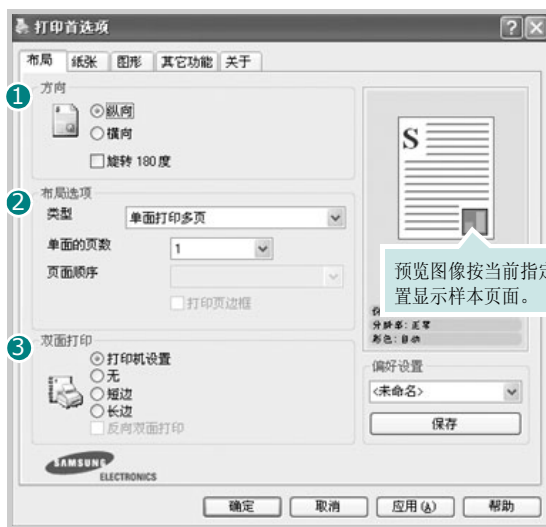 打印首选项
布局 纸张 图形 其它功能 关于
1
方向
纵向
横向
旋转 180 度
2
布局选项
类型 单面打印多页
单面的页数 1
页面顺序
打印页边框
3
双面打印
打印机设置
无
短边
长边
反向双面打印
S
预览图像按当前指定
置显示样本页面。
分辨率: 正常
彩色: 自动
偏好设置
<未命名>
保存
SAMSUNG
ELECTRONICS
确定 取消 应用(A) 帮助